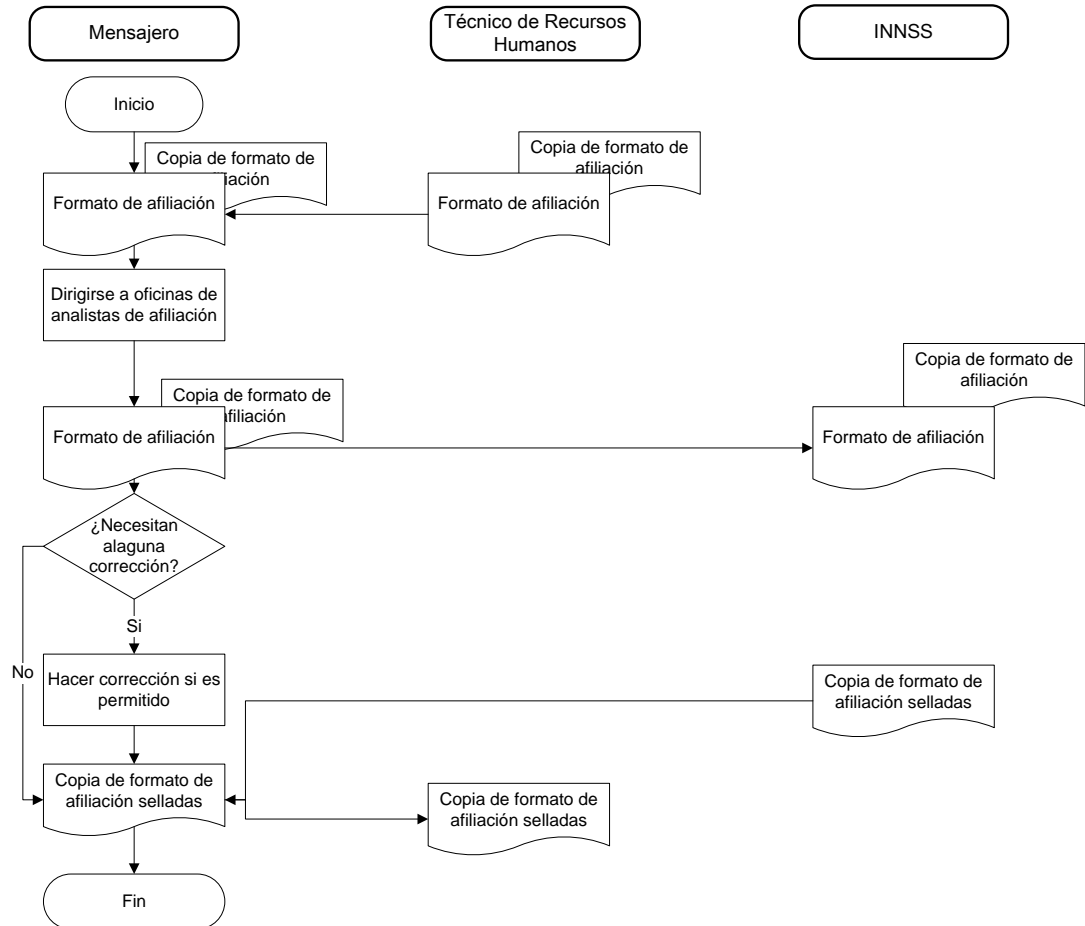 Mensajero
Técnico de Recursos
Humanos
INNSS
Inicio
Copia de formato de
filiación
Formato de afiliación
Copia de formato de
afiliación
Formato de afiliación
Dirigirse a oficinas de
analistas de afiliación
Copia de formato de
afiliación
Formato de afiliación
Copia de formato de
afiliación
Formato de afiliación
¿Necesitan
alaguna
corrección?
Si
No
Hacer corrección si es
permitido
Copia de formato de
afiliación selladas
Copia de formato de
afiliación selladas
Copia de formato de
afiliación selladas
Fin